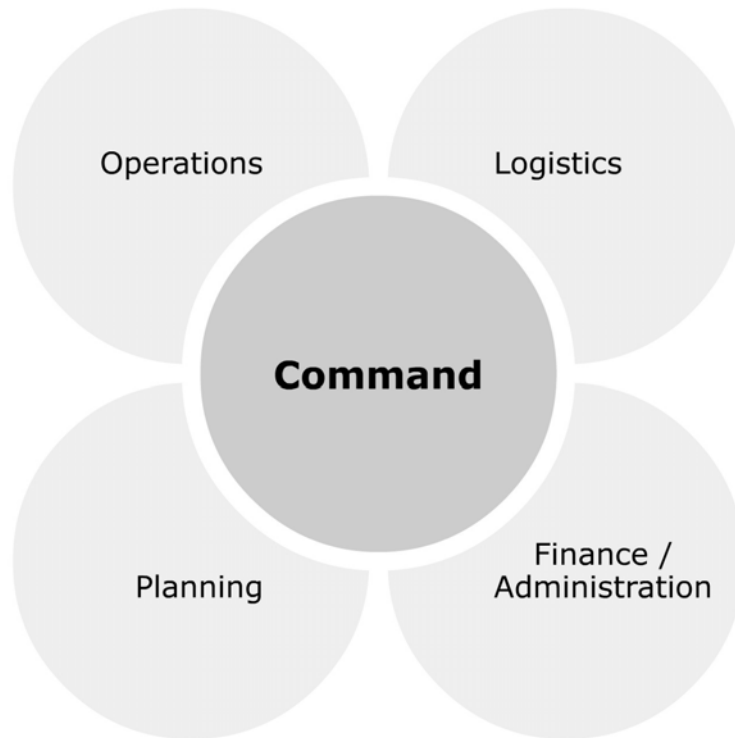 Operations
Logistics
Command
Planning
Finance /
Administration